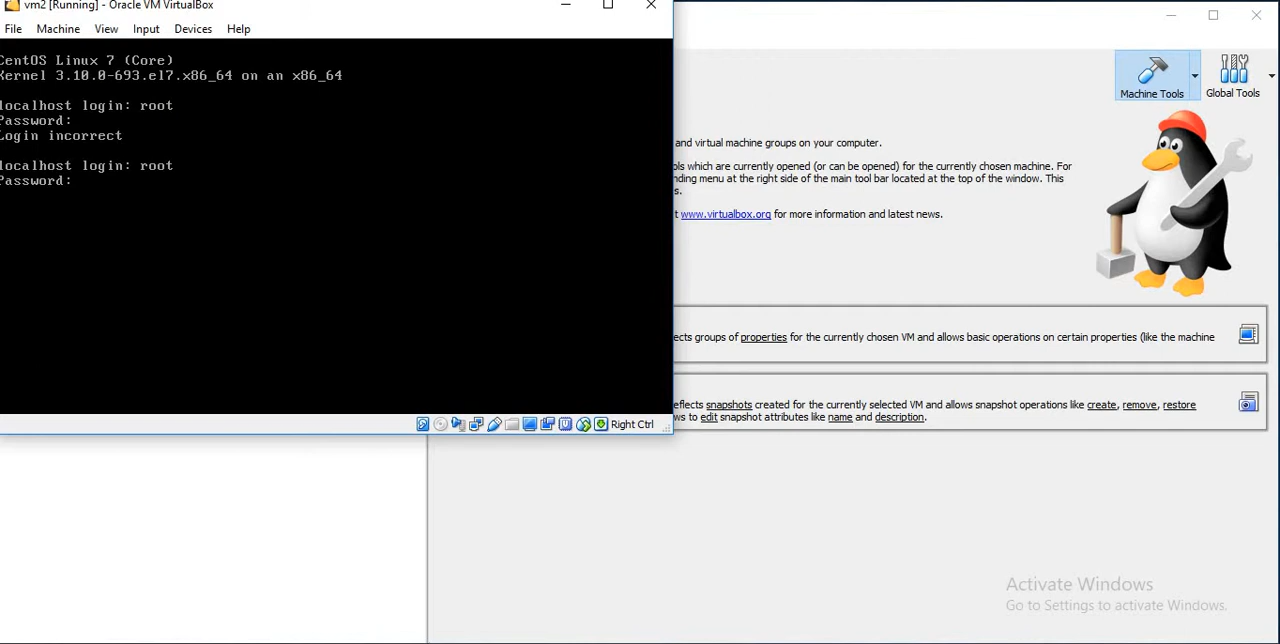 vm2 [Running] - Oracle VM VirtualBox
File Machine View Input Devices Help
CentOS Linux 7 (Core)
Kernel 3.10.0-693.el7.x86_64 on an x86_64
localhost login: root
Password:
Login incorrect
localhost login: root
Password:
Right Ctrl
Machine Tools
Global Tools
and virtual machine groups on your computer.
ols which are currently opened (or can be opened) for the currently chosen machine. For
nding menu at the right side of the main tool bar located at the top of the window. This
s.
t www.virtualbox.org for more information and latest news.
ects groups of properties for the currently chosen VM and allows basic operations on certain properties (like the machine
reflects snapshots created for the currently selected VM and allows snapshot operations like create, remove, restore
ws to edit snapshot attributes like name and description.
Activate Windows
Go to Settings to activate Windows.